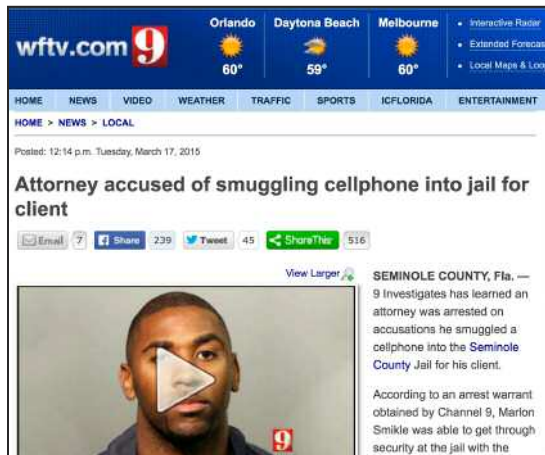 wftv.com 9
Orlando Daytona Beach Melbourne
60° 59° 60°
• Interactive Radar
• Extended Forecas
• Local Maps & Loo
HOME NEWS VIDEO WEATHER TRAFFIC SPORTS ICFLORIDA ENTERTAINMENT
HOME > NEWS > LOCAL
Posted: 12:14 p.m. Tuesday, March 17, 2015
Attorney accused of smuggling cellphone into jail for
client
Email 7 Share 239 Tweet 45 ShareThis 516
View Larger
9
SEMINOLE COUNTY, Fla. —
9 Investigates has learned an
attorney was arrested on
accusations he smuggled a
cellphone into the Seminole
County Jail for his client.
According to an arrest warrant
obtained by Channel 9, Marlon
Smikle was able to get through
security at the jail with the